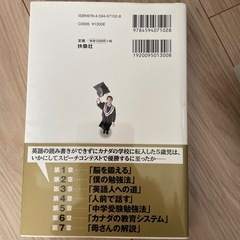 ISBN978-4-594-07102-8
C0095 ¥1300E
定価：本体1300円+税
扶桑社
9784594071028
1920095013008
英語の読み書きができずにカナダの学校に転入した5歳児は、
いかにしてスピーチコンテストで優勝するに至ったか――
第1章――「脳を鍛える」
第2章――「僕の勉強法」
第3章――「英語人への道」
第4章――「人前で話す」
第5章――「中学受験勉強法」
第6章――「カナダの教育システム」
第7章――「母さんの解説」